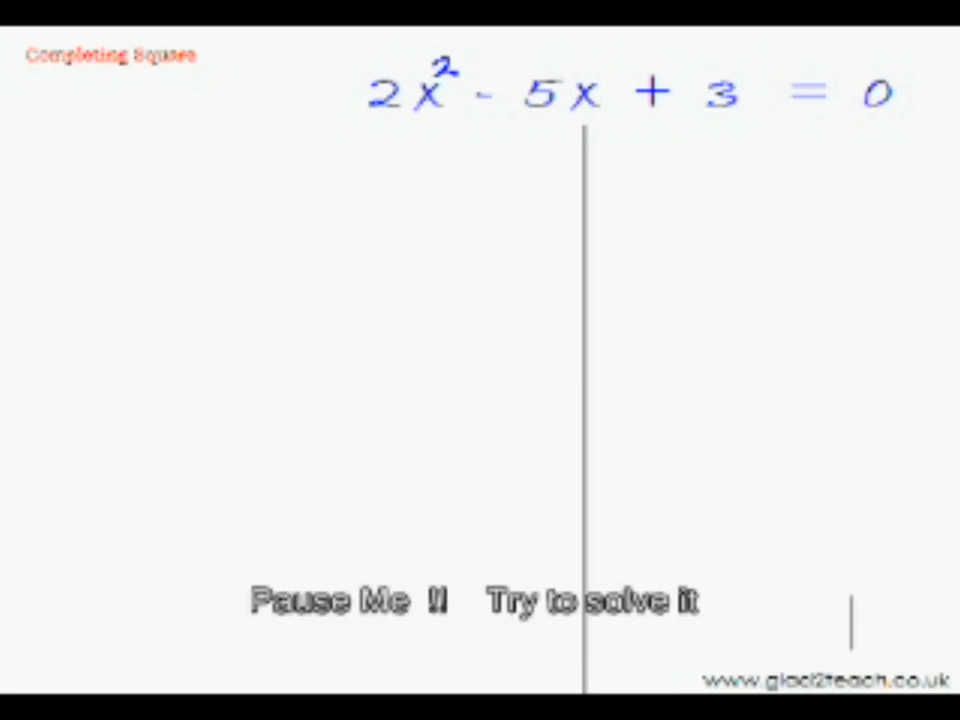 Completing Square
2x² - 5x + 3 = 0
Pause Me !! Try to solve it
www.glad2teach.co.uk